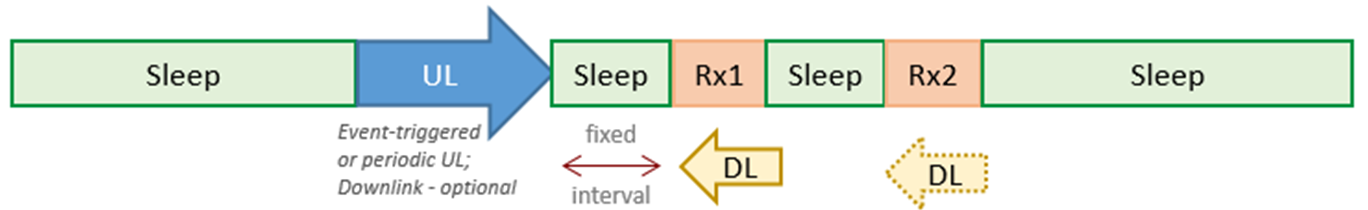 Sleep UL Sleep Rx1 Sleep Rx2 Sleep
Event-triggered
or periodic UL;
Downlink - optional
fixed
interval
DL
DL